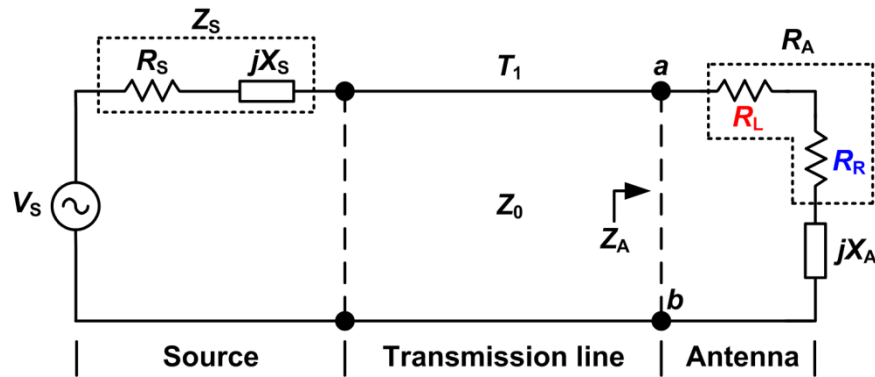 Z_S
R_S
jX_S
T_1
a
R_A
R_L
R_R
V_S
Z_0
Z_A
jX_A
b
Source
Transmission line
Antenna